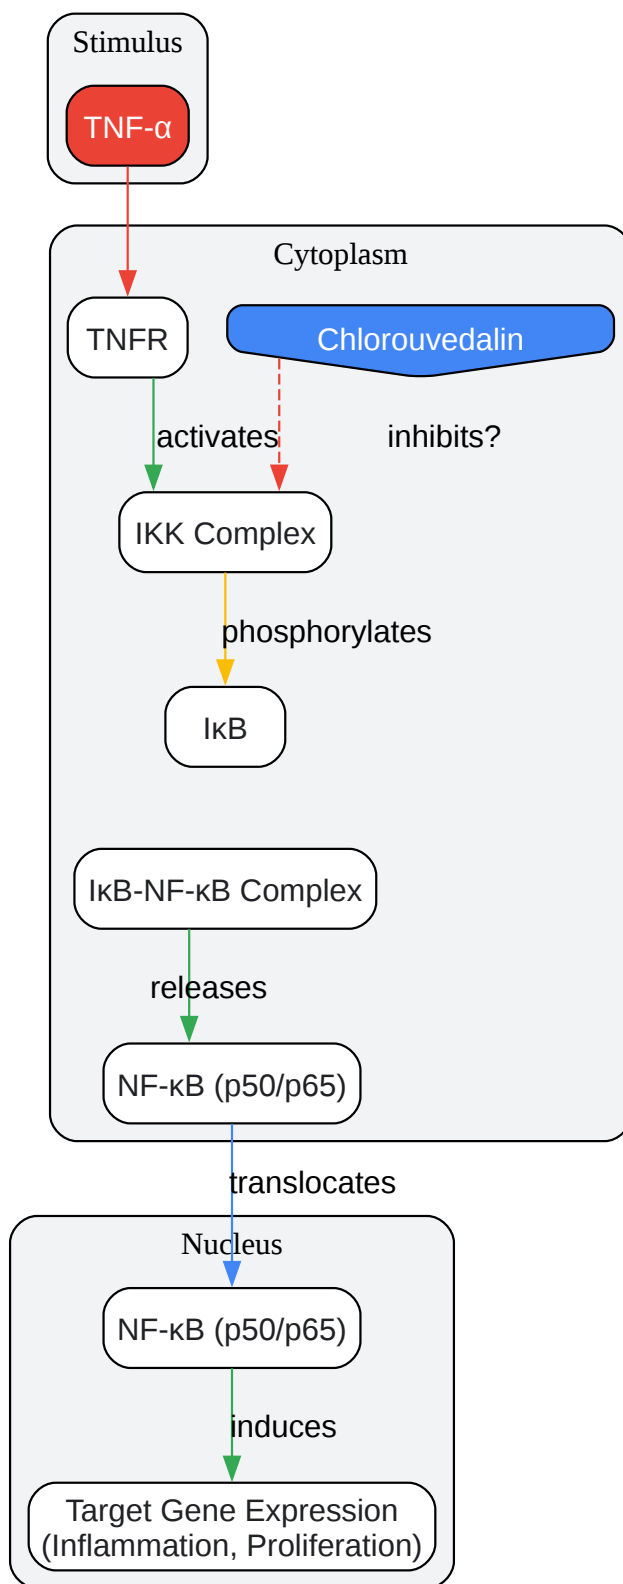 Stimulus
TNF-α
Cytoplasm
TNFR
Chlorouvedalin
activates
inhibits?
IKK Complex
phosphorylates
IκB
IκB-NF-κB Complex
releases
NF-κB (p50/p65)
translocates
Nucleus
NF-κB (p50/p65)
induces
Target Gene Expression
(Inflammation, Proliferation)